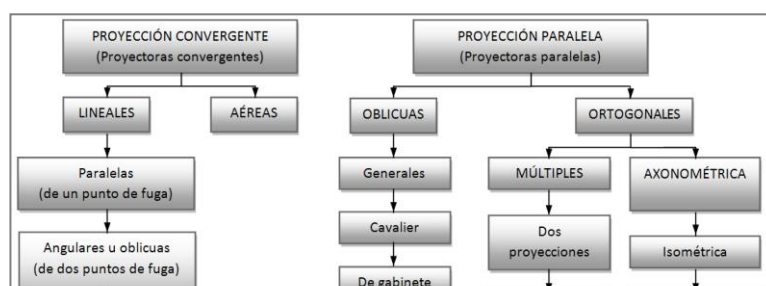 PROYECCIÓN CONVERGENTE
(Proyectoras convergentes)
LINEALES
AÉREAS
Paralelas
(de un punto de fuga)
Angulares u oblicuas
(de dos puntos de fuga)
PROYECCIÓN PARALELA
(Proyectoras paralelas)
OBLICUAS
ORTOGONALES
Generales
Cavalier
De gabinete
MÚLTIPLES
Dos
proyecciones
AXONOMÉTRICA
Isométrica